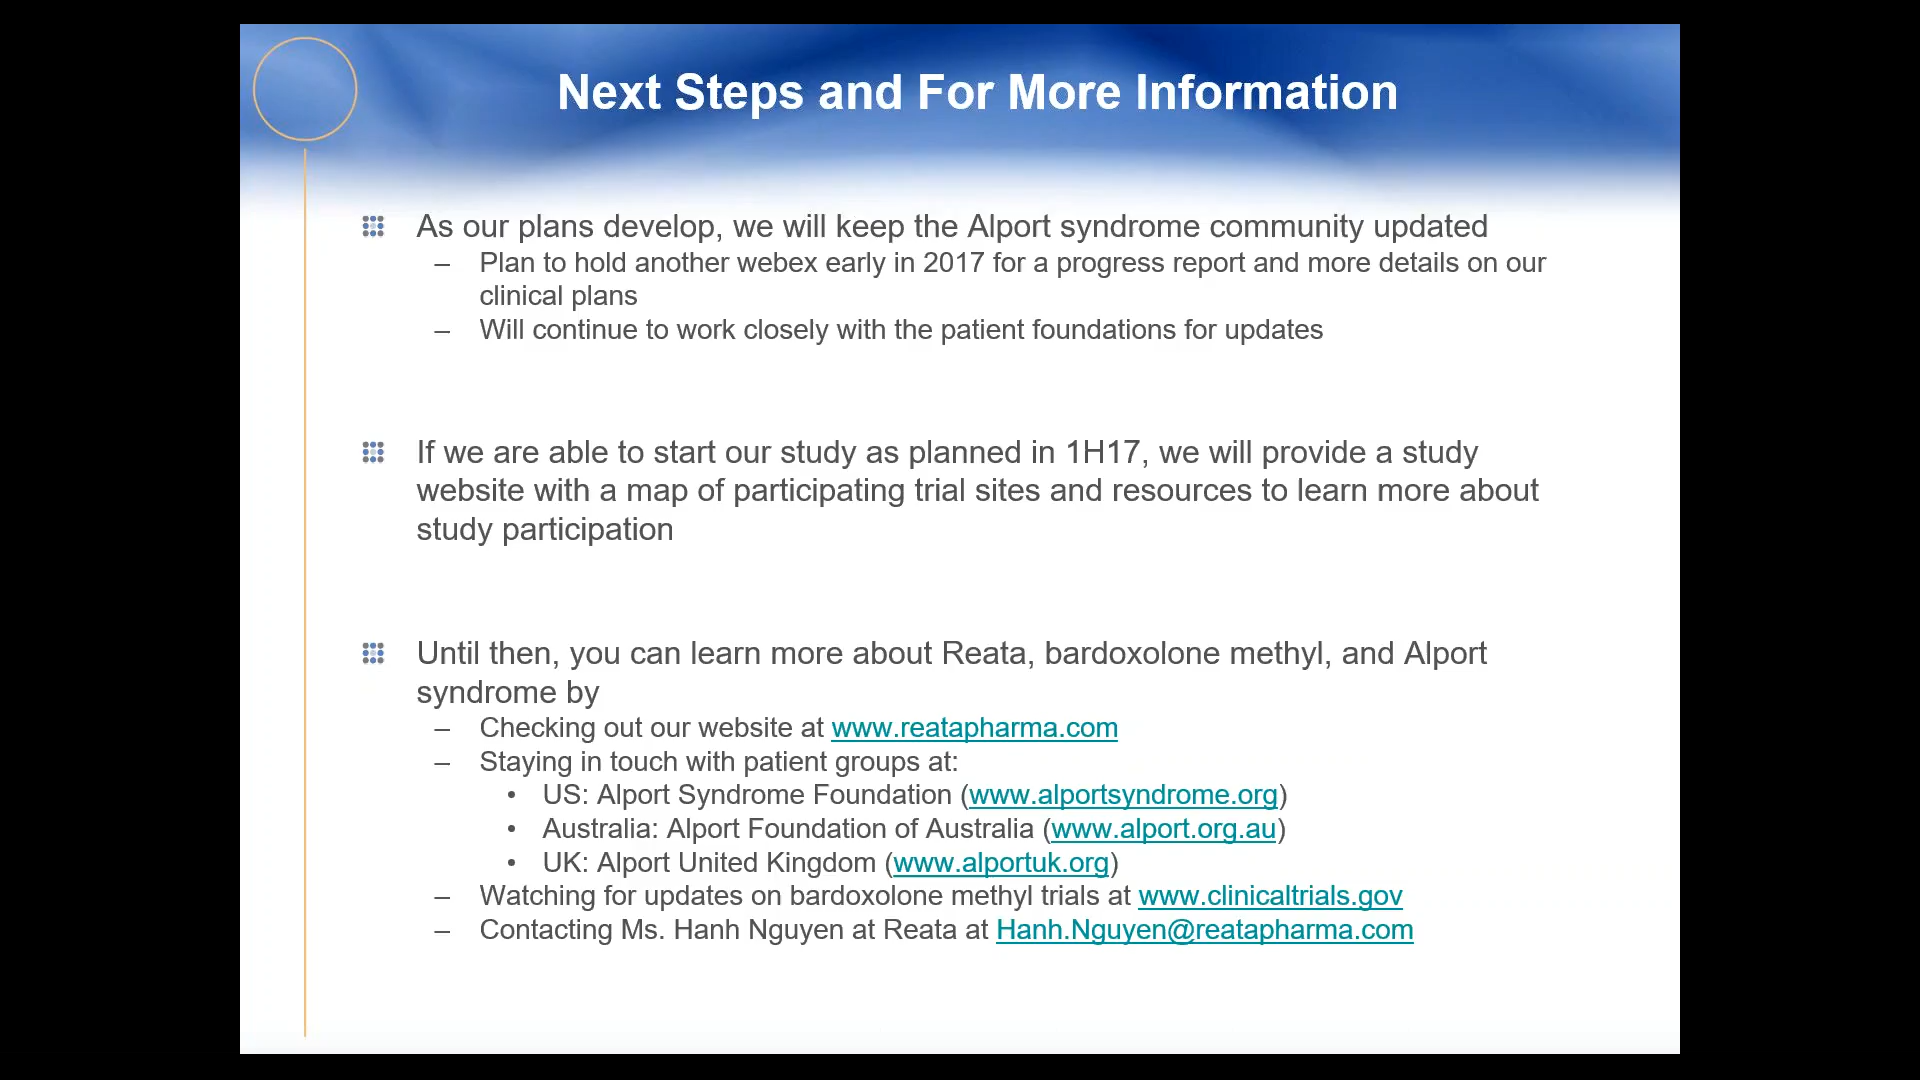 Next Steps and For More Information
As our plans develop, we will keep the Alport syndrome community updated
– Plan to hold another webex early in 2017 for a progress report and more details on our
clinical plans
– Will continue to work closely with the patient foundations for updates
If we are able to start our study as planned in 1H17, we will provide a study
website with a map of participating trial sites and resources to learn more about
study participation
Until then, you can learn more about Reata, bardoxolone methyl, and Alport
syndrome by
– Checking out our website at www.reatapharma.com
– Staying in touch with patient groups at:
• US: Alport Syndrome Foundation (www.alportsyndrome.org)
• Australia: Alport Foundation of Australia (www.alport.org.au)
• UK: Alport United Kingdom (www.alportuk.org)
– Watching for updates on bardoxolone methyl trials at www.clinicaltrials.gov
– Contacting Ms. Hanh Nguyen at Reata at Hanh.Nguyen@reatapharma.com